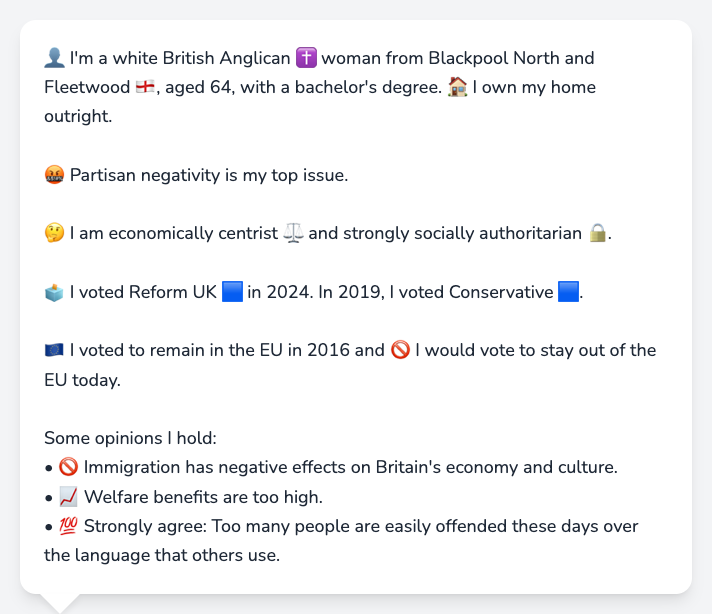 👤 I'm a white British Anglican ✝️ woman from Blackpool North and
Fleetwood 🏴󠁧󠁢󠁥󠁮󠁧󠁿, aged 64, with a bachelor's degree. 🏠 I own my home
outright.
🤬 Partisan negativity is my top issue.
🤔 I am economically centrist ⚖️ and strongly socially authoritarian 🔒.
🗳️ I voted Reform UK 🟦 in 2024. In 2019, I voted Conservative 🟦.
🇪🇺 I voted to remain in the EU in 2016 and 🚫 I would vote to stay out of the
EU today.
Some opinions I hold:
• 🚫 Immigration has negative effects on Britain's economy and culture.
• 📈 Welfare benefits are too high.
• 💯 Strongly agree: Too many people are easily offended these days over
the language that others use.